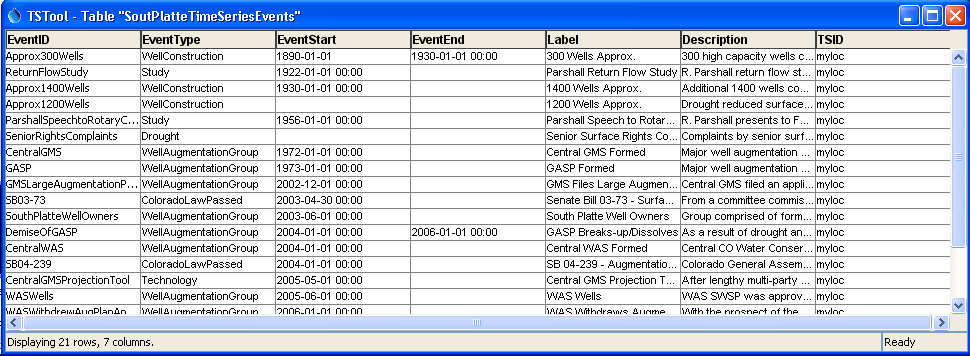 TSTool - Table "SoutPlatteTimeSeriesEvents"
EventID EventType EventStart EventEnd Label Description TSID
Approx300Wells WellConstruction 1890-01-01 1930-01-01 00:00 300 Wells Approx. 300 high capacity wells c... myloc
ReturnFlowStudy Study 1922-01-01 00:00 Parshall Return Flow Study R. Parshall return flow st... myloc
Approx1400Wells WellConstruction 1930-01-01 00:00 1400 Wells Approx. Additional 1400 wells co... myloc
Approx1200Wells WellConstruction 1200 Wells Approx. Drought reduced surface... myloc
ParshallSpeechtoRotaryC... Study 1956-01-01 00:00 Parshall Speech to Rotar... R. Parshall presents to F... myloc
SeniorRightsComplaints Drought Senior Surface Rights Co... Complaints by senior surf... myloc
CentralGMS WellAugmentationGroup 1972-01-01 00:00 Central GMS Formed Major well augmentation ... myloc
GASP WellAugmentationGroup 1973-01-01 00:00 GASP Formed Major well augmentation ... myloc
GMSLargeAugmentationP... WellAugmentationGroup 2002-12-01 00:00 GMS Files Large Augmen... Central GMS filed an appli... myloc
SB03-73 ColoradoLawPassed 2003-04-30 00:00 Senate Bill 03-73 - Surfa... From a committee commis... myloc
SouthPlatteWellOwners WellAugmentationGroup 2003-06-01 00:00 South Platte Well Owners Group comprised of form... myloc
DemiseOfGASP WellAugmentationGroup 2004-01-01 00:00 2006-01-01 00:00 GASP Breaks-up/Dissolves As a result of drought an... myloc
CentralWAS WellAugmentationGroup 2004-01-01 00:00 Central WAS Formed Central CO Water Conser... myloc
SB04-239 ColoradoLawPassed 2004-01-01 00:00 SB 04-239 - Augmentatio... Colorado General Assem... myloc
CentralGMSProjectionTool Technology 2005-05-01 00:00 Central GMS Projection T... After lengthy multi-party ... myloc
WASWells WellAugmentationGroup 2005-06-01 00:00 WAS Wells WAS SWSP was approv... myloc
WASWithdrewAugPlanAp... WellAugmentationGroup 2006-01-01 00:00 WAS Withdraws Augme... With the prospect of the ... myloc
Displaying 21 rows, 7 columns. Ready